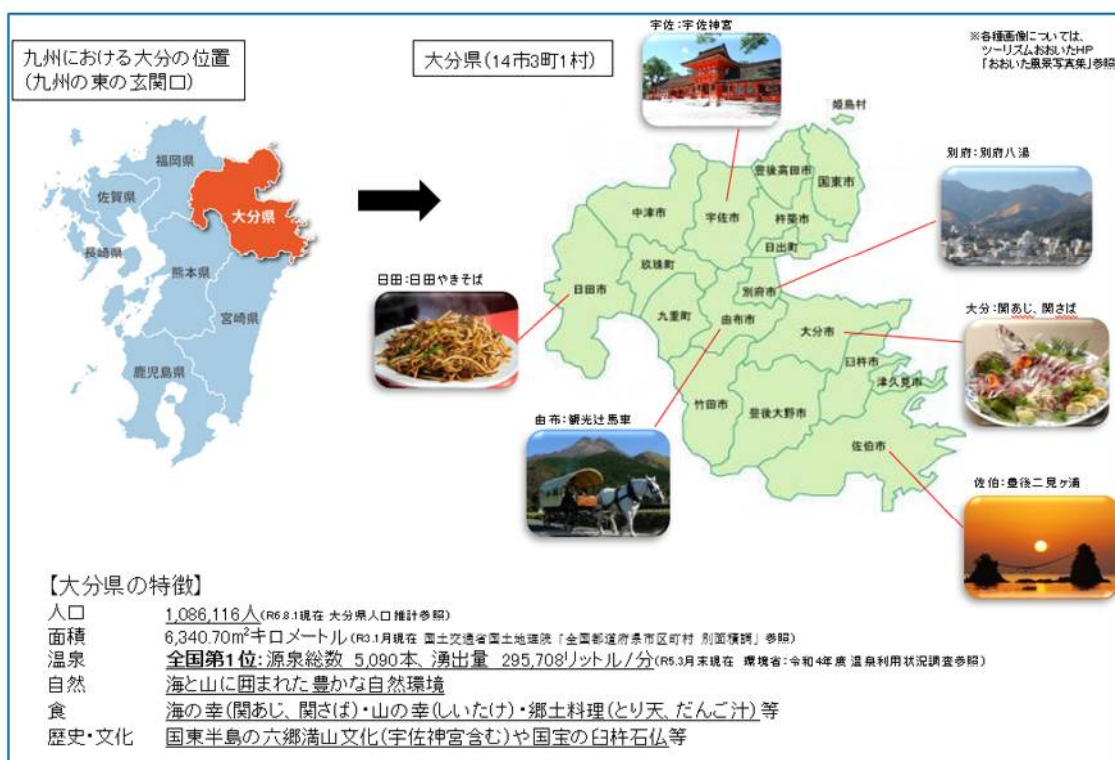 九州における大分の位置
(九州の東の玄関口)
福岡県
佐賀県
長崎県
大分県
熊本県
宮崎県
鹿児島県
大分県(14市3町1村)
※各種画像については、
ツーリズムおおいたHP
「おおいた風景写真集」参照
宇佐:宇佐神宮
姫島村
別府:別府八湯
豊後高田市
国東市
中津市
宇佐市
杵築市
日出町
玖珠町
日田:日田やきそば
日田市
別府市
九重町
由布市
大分:関あじ、関さば
大分市
臼杵市
津久見市
竹田市
豊後大野市
由布:観光辻馬車
佐伯市
佐伯:豊後二見ヶ浦
【大分県の特徴】
人口 1,086,116人(R6.8.1現在 大分県人口推計参照)
面積 6,340.70㎡キロメートル(R3.1月現在 国土交通省国土地理院 「全国都道府県市区町村 別面積調」参照)
温泉 全国第1位:源泉総数 5,090本、湧出量 295,708リットル/分(R5.3月末現在 環境省:令和4年度 温泉利用状況調査参照)
自然 海と山に囲まれた豊かな自然環境
食 海の幸(関あじ、関さば)・山の幸(しいたけ)・郷土料理(とり天、だんご汁)等
歴史・文化 国東半島の六郷満山文化(宇佐神宮含む)や国宝の臼杵石仏等